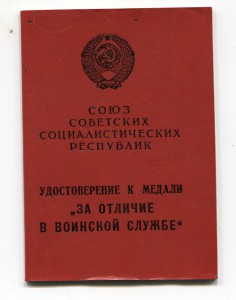 СОЮЗ
СОВЕТСКИХ
СОЦИАЛИСТИЧЕСКИХ
РЕСПУБЛИК
УДОСТОВЕРЕНИЕ К МЕДАЛИ
„ЗА ОТЛИЧИЕ
В ВОИНСКОЙ СЛУЖБЕ“